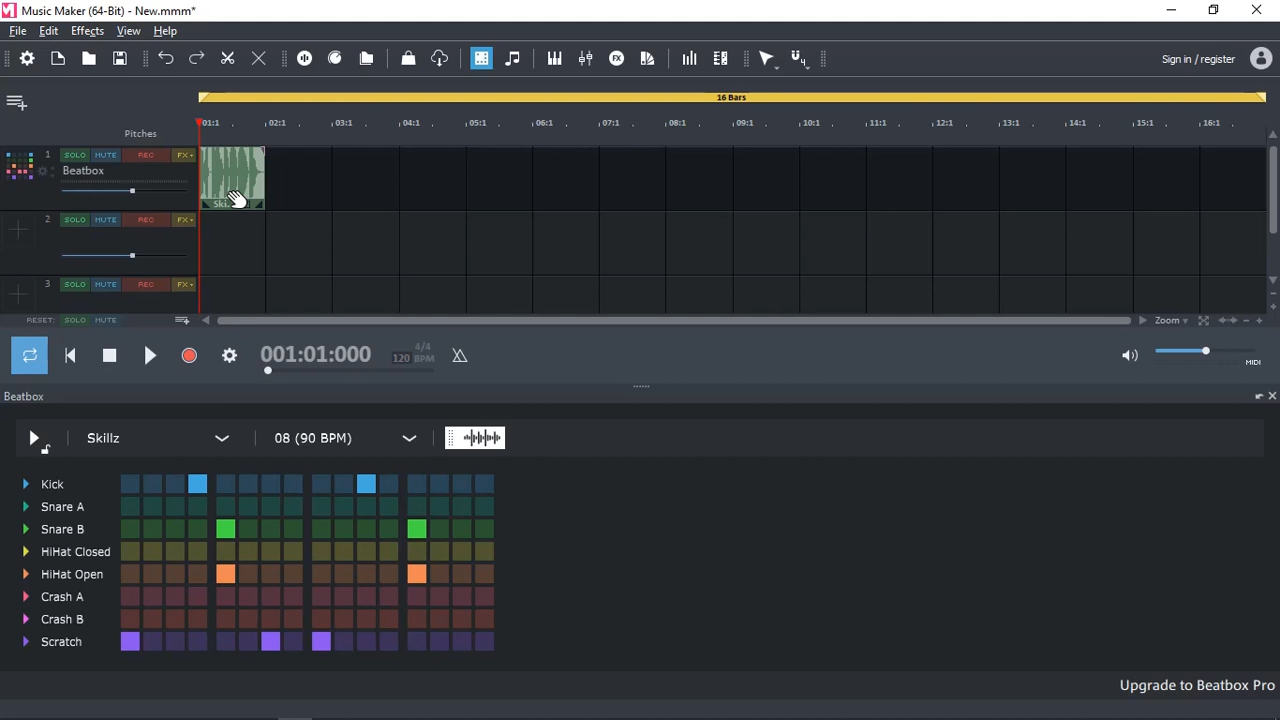 Music Maker (64-Bit) - New.mmm*
File Edit Effects View Help
Sign in / register
16 Bars
01:1 02:1 03:1 04:1 05:1 06:1 07:1 08:1 09:1 10:1 11:1 12:1 13:1 14:1 15:1 16:1
Pitches
1 SOLO MUTE REC FX
Beatbox
Ski...
2 SOLO MUTE REC FX
3 SOLO MUTE REC FX
RESET: SOLO MUTE
Zoom
001:01:000
4/4
120 BPM
MIDI
Beatbox
Skillz 08 (90 BPM)
Kick
Snare A
Snare B
HiHat Closed
HiHat Open
Crash A
Crash B
Scratch
Upgrade to Beatbox Pro